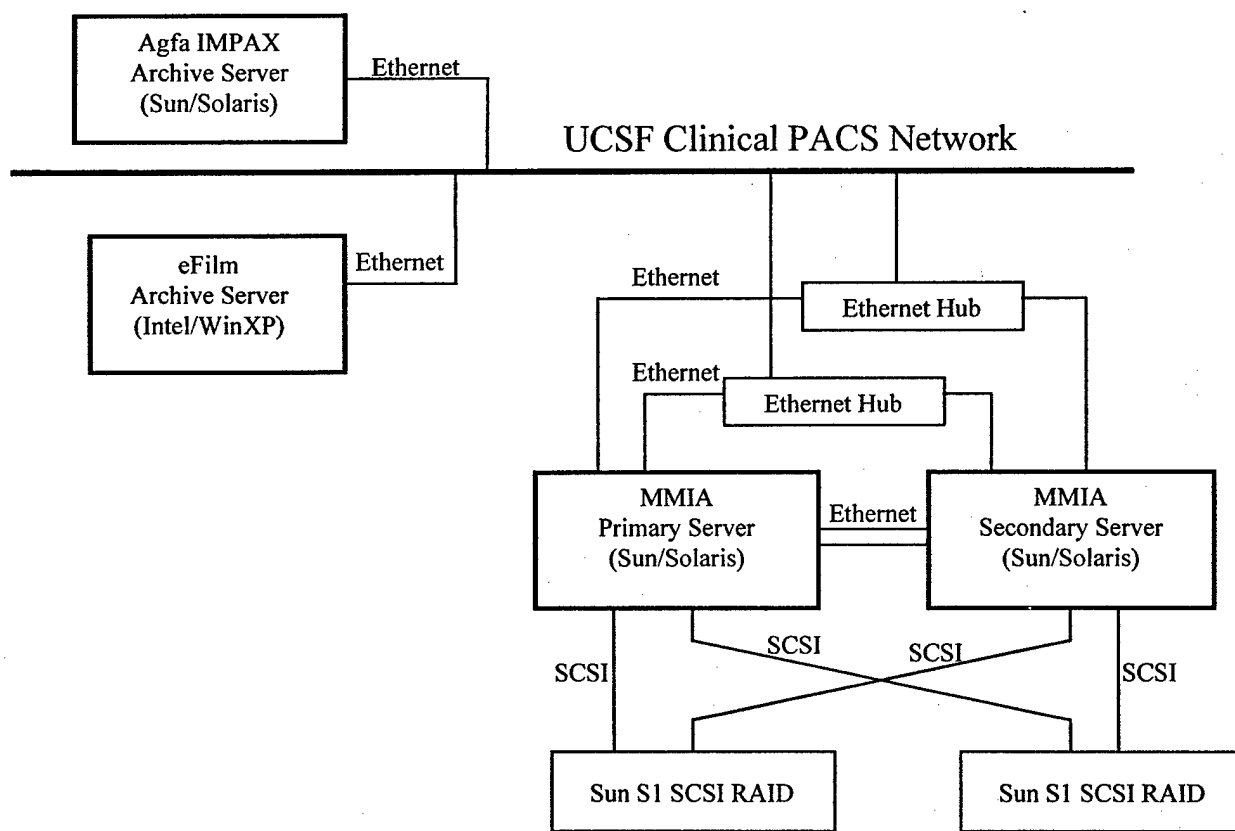 Agfa IMPAX
Archive Server
(Sun/Solaris)
Ethernet
UCSF Clinical PACS Network
eFilm
Archive Server
(Intel/WinXP)
Ethernet
Ethernet
Ethernet Hub
Ethernet
Ethernet Hub
MMIA
Primary Server
(Sun/Solaris)
Ethernet
MMIA
Secondary Server
(Sun/Solaris)
SCSI
SCSI
SCSI
SCSI
Sun S1 SCSI RAID
Sun S1 SCSI RAID